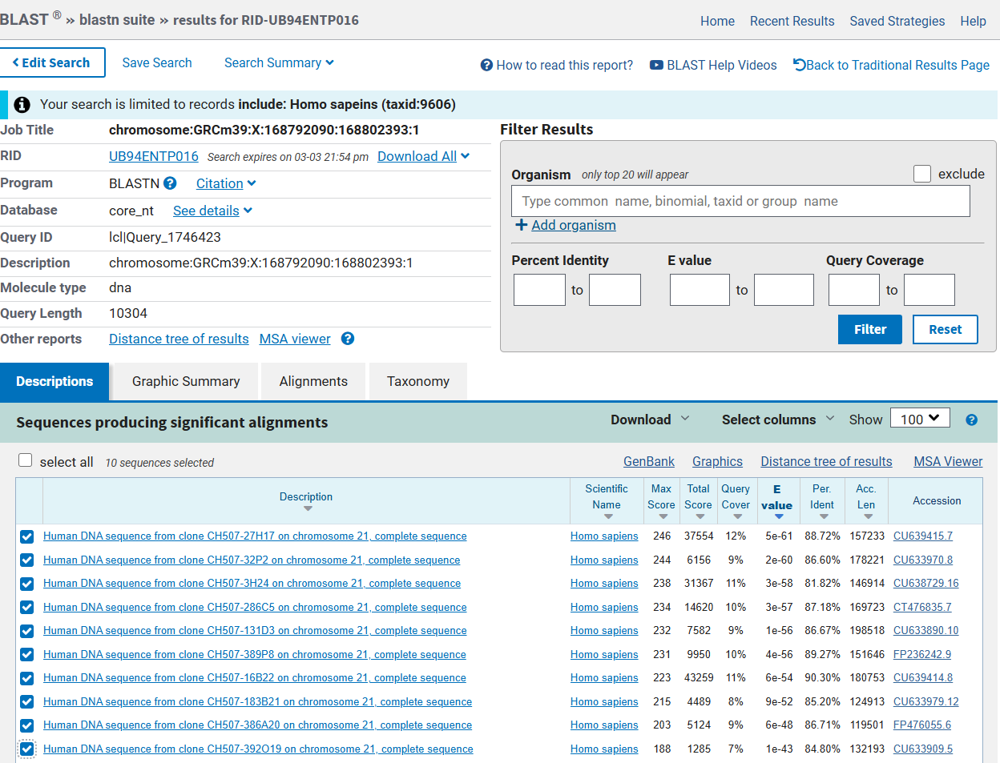 BLAST ® » blastn suite » results for RID-UB94ENTP016
Home Recent Results Saved Strategies Help
Edit Search Save Search Search Summary How to read this report? BLAST Help Videos Back to Traditional Results Page
Your search is limited to records include: Homo sapeins (taxid:9606)
Job Title chromosome:GRCm39:X:168792090:168802393:1
RID UB94ENTP016 Search expires on 03-03 21:54 pm Download All
Program BLASTN Citation
Database core_nt See details
Query ID lcl|Query_1746423
Description chromosome:GRCm39:X:168792090:168802393:1
Molecule type dna
Query Length 10304
Other reports Distance tree of results MSA viewer
Filter Results
Organism only top 20 will appear exclude
Type common name, binomial, taxid or group name
Add organism
Percent Identity E value Query Coverage
to to to
Filter Reset
Descriptions Graphic Summary Alignments Taxonomy
Sequences producing significant alignments Download Select columns Show 100
select all 10 sequences selected GenBank Graphics Distance tree of results MSA Viewer
Description Scientific Name Max Score Total Score Query Cover E value Per. Ident Acc. Len Accession
Human DNA sequence from clone CH507-27H17 on chromosome 21, complete sequence Homo sapiens 246 37554 12% 5e-61 88.72% 157233 CU639415.7
Human DNA sequence from clone CH507-32P2 on chromosome 21, complete sequence Homo sapiens 244 6156 9% 2e-60 86.60% 178221 CU633970.8
Human DNA sequence from clone CH507-3H24 on chromosome 21, complete sequence Homo sapiens 238 31367 11% 3e-58 81.82% 146914 CU638729.16
Human DNA sequence from clone CH507-286C5 on chromosome 21, complete sequence Homo sapiens 234 14620 10% 3e-57 87.18% 169723 CT476835.7
Human DNA sequence from clone CH507-131D3 on chromosome 21, complete sequence Homo sapiens 232 7582 9% 1e-56 86.67% 198518 CU633890.10
Human DNA sequence from clone CH507-389P8 on chromosome 21, complete sequence Homo sapiens 231 9950 10% 4e-56 89.27% 151646 FP236242.9
Human DNA sequence from clone CH507-16B22 on chromosome 21, complete sequence Homo sapiens 223 43259 11% 6e-54 90.30% 180753 CU639414.8
Human DNA sequence from clone CH507-183B21 on chromosome 21, complete sequence Homo sapiens 215 4489 8% 9e-52 85.20% 124913 CU633979.12
Human DNA sequence from clone CH507-386A20 on chromosome 21, complete sequence Homo sapiens 203 5124 9% 6e-48 86.71% 119501 FP476055.6
Human DNA sequence from clone CH507-392O19 on chromosome 21, complete sequence Homo sapiens 188 1285 7% 1e-43 84.80% 132193 CU633909.5